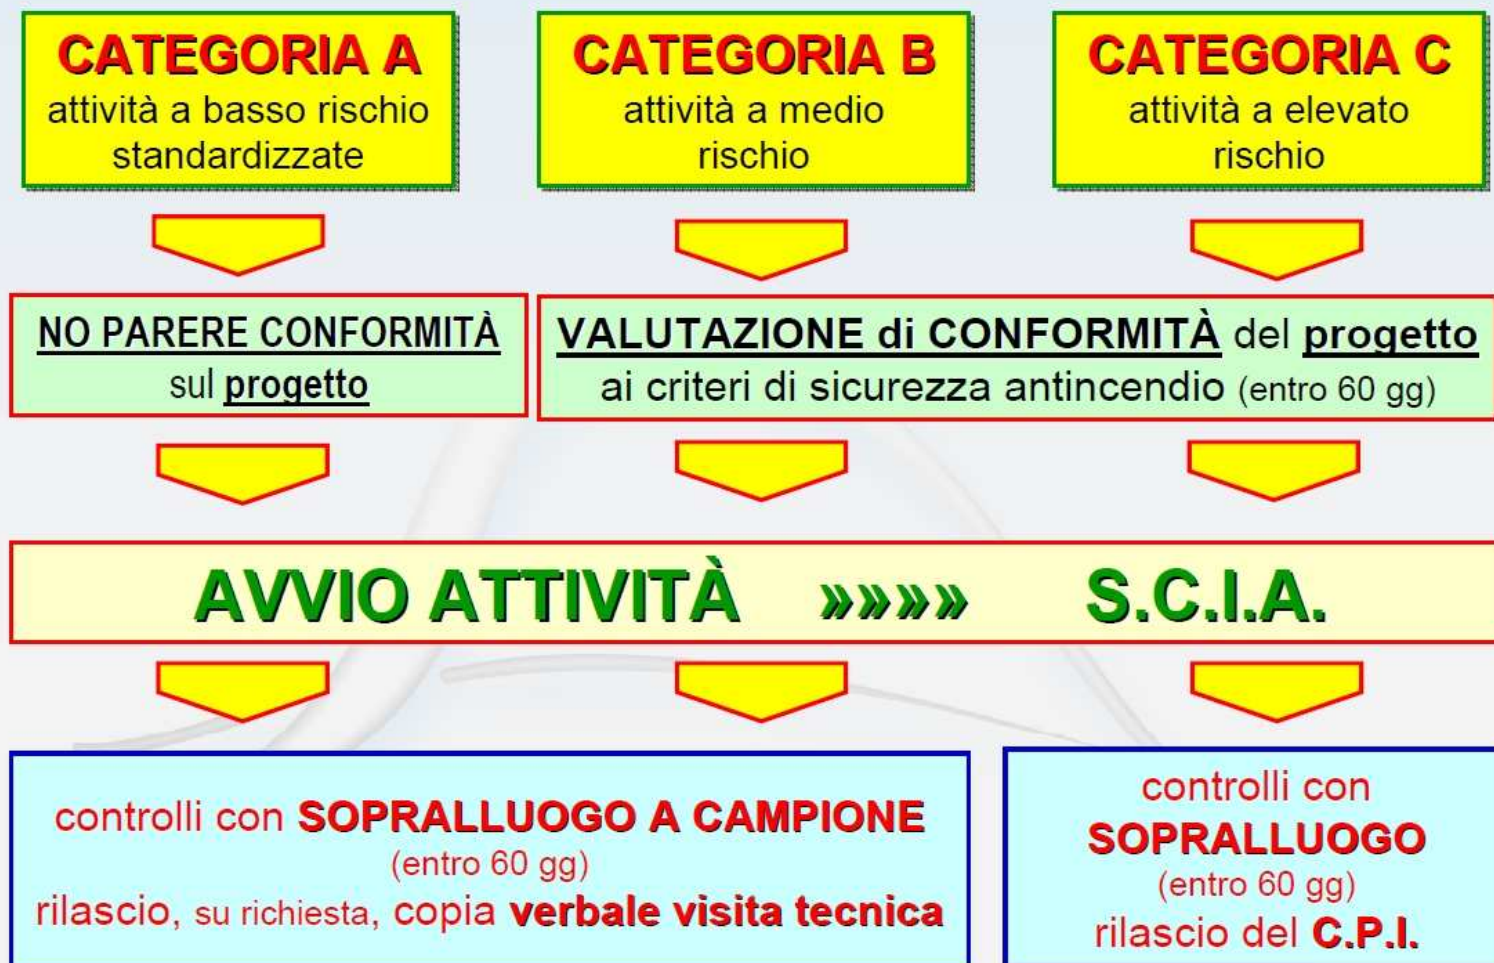 CATEGORIA A
attività a basso rischio
standardizzate
CATEGORIA B
attività a medio
rischio
CATEGORIA C
attività a elevato
rischio
NO PARERE CONFORMITÀ
sul progetto
VALUTAZIONE di CONFORMITÀ del progetto
ai criteri di sicurezza antincendio (entro 60 gg)
AVVIO ATTIVITÀ »»»» S.C.I.A.
controlli con SOPRALLUOGO A CAMPIONE
(entro 60 gg)
rilascio, su richiesta, copia verbale visita tecnica
controlli con
SOPRALLUOGO
(entro 60 gg)
rilascio del C.P.I.